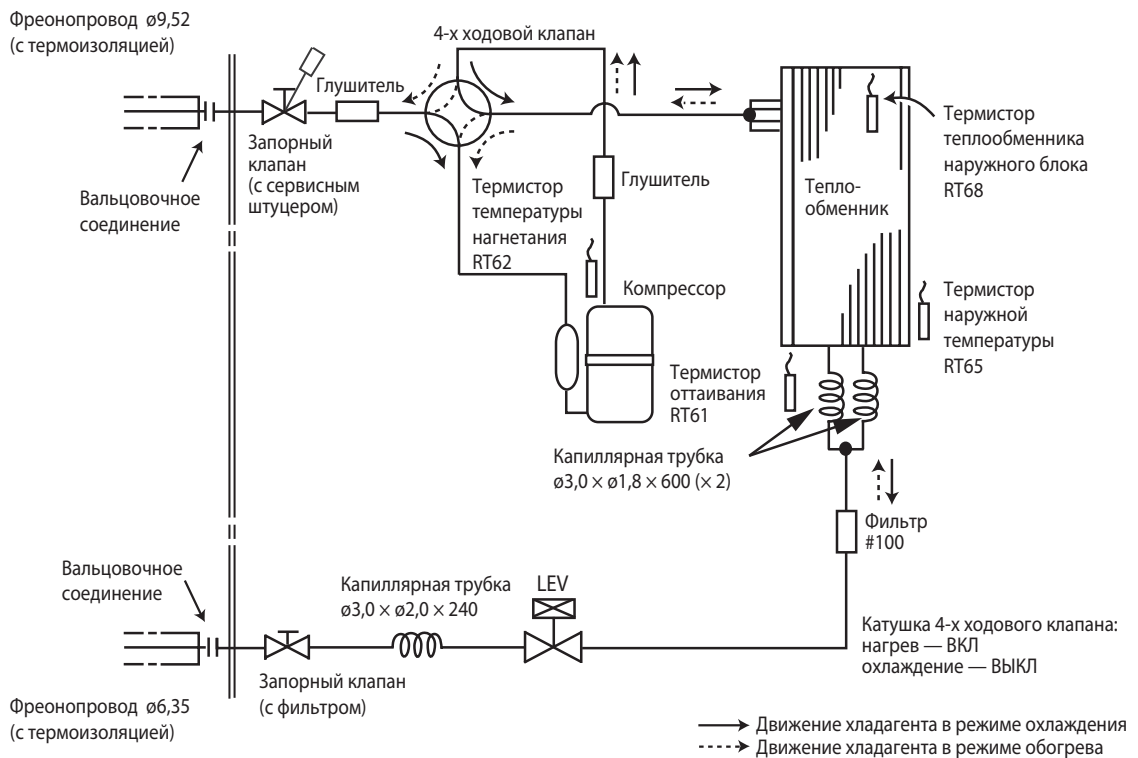 Фреонопровод ø9,52
(с термоизоляцией)
4-х ходовой клапан
Глушитель
Запорный
клапан
(с сервисным
штуцером)
Вальцовочное
соединение
Термистор
температуры
нагнетания
RT62
Глушитель
Компрессор
Тепло-
обменник
Термистор
теплообменника
наружного блока
RT68
Термистор
наружной
температуры
RT65
Термистор
оттаивания
RT61
Капиллярная трубка
ø3,0 × ø1,8 × 600 (× 2)
Фильтр
#100
Вальцовочное
соединение
Капиллярная трубка
ø3,0 × ø2,0 × 240
LEV
Запорный клапан
(с фильтром)
Фреонопровод ø6,35
(с термоизоляцией)
Катушка 4-х ходового клапана:
нагрев — ВКЛ
охлаждение — ВЫКЛ
Движение хладагента в режиме охлаждения
Движение хладагента в режиме обогрева